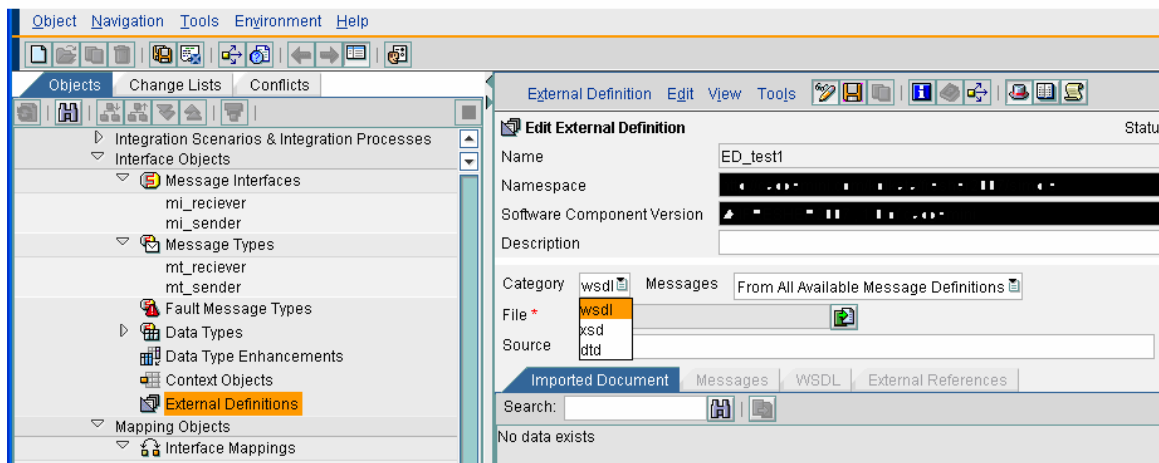 Object Navigation Tools Environment Help
Objects Change Lists Conflicts
Integration Scenarios & Integration Processes
Interface Objects
Message Interfaces
mi_reciever
mi_sender
Message Types
mt_reciever
mt_sender
Fault Message Types
Data Types
Data Type Enhancements
Context Objects
External Definitions
Mapping Objects
Interface Mappings
External Definition Edit View Tools
Edit External Definition Statu
Name ED_test1
Namespace
Software Component Version
Description
Category wsdl Messages From All Available Message Definitions
wsdl
xsd
dtd
File *
Source
Imported Document Messages WSDL External References
Search:
No data exists